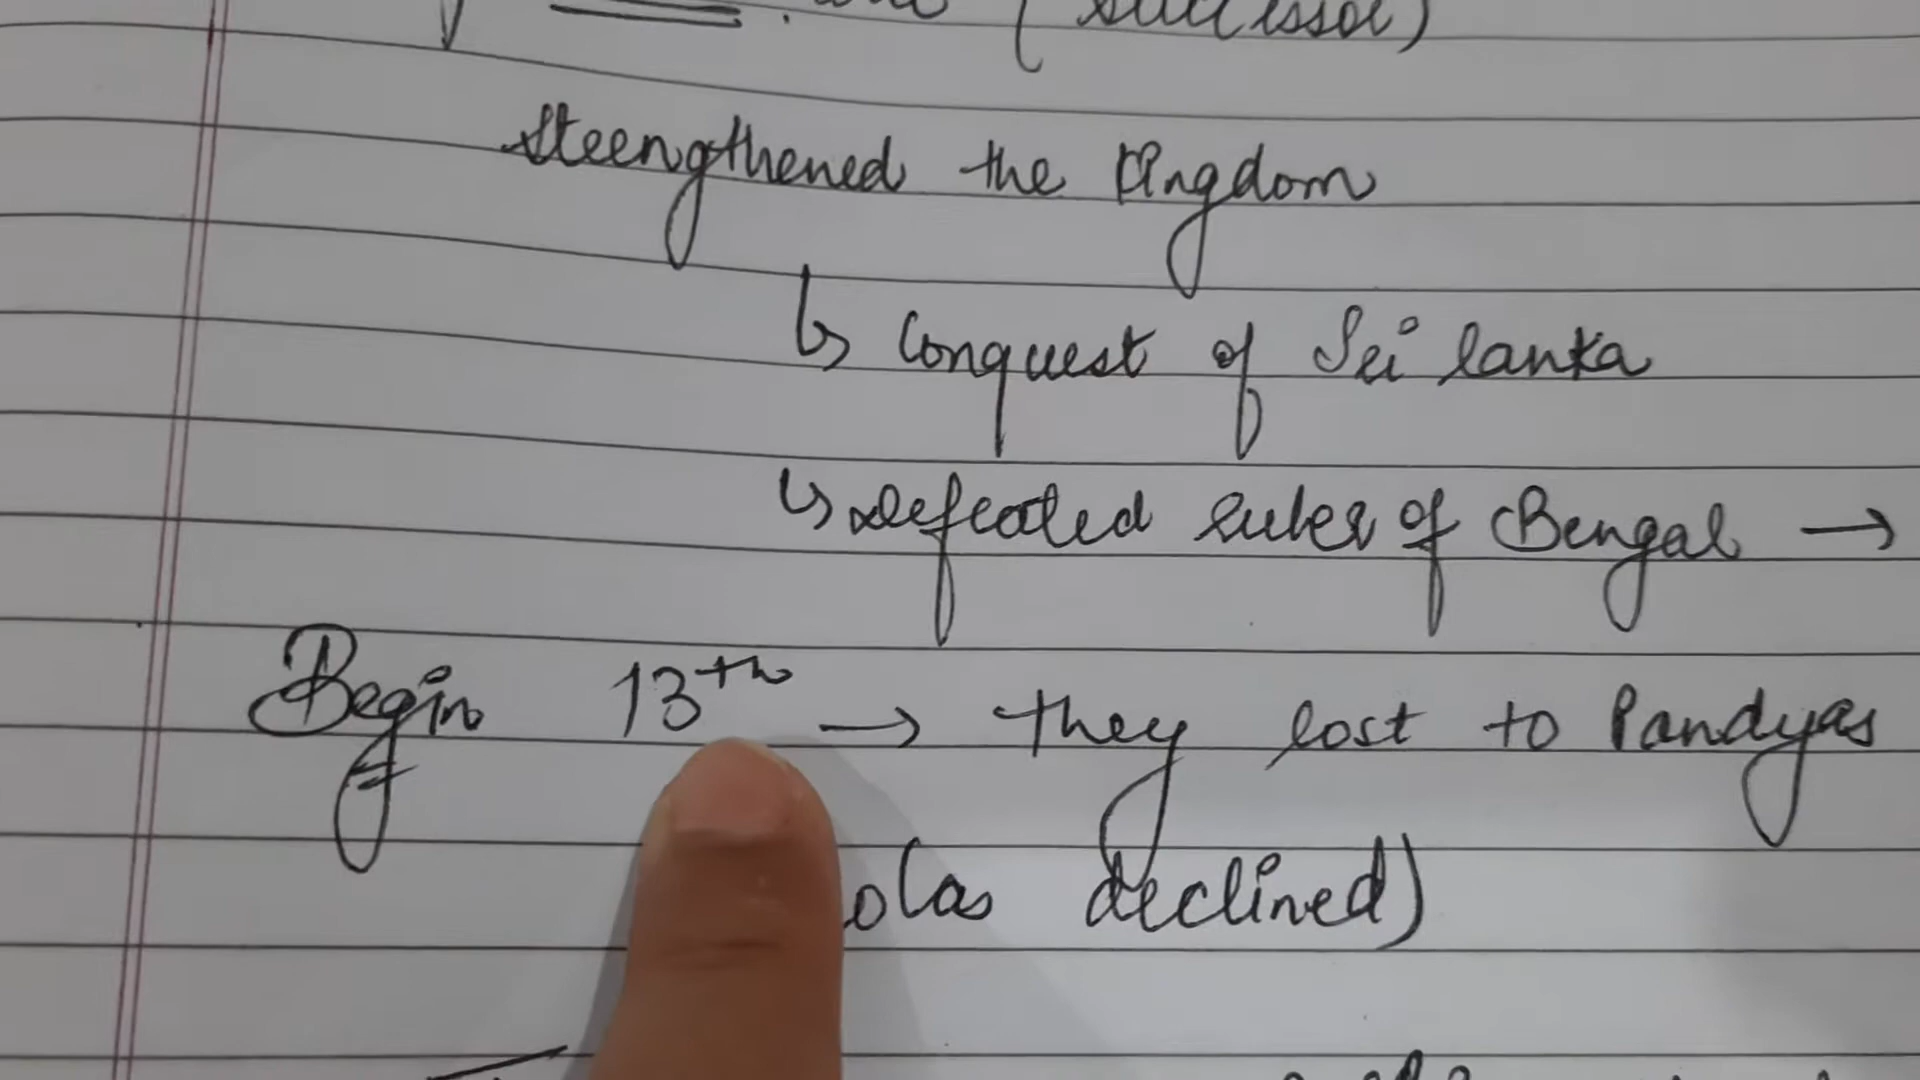 (successor)
strengthened the Kingdom
↳ Conquest of Sri lanka
↳ defeated ruler of Bengal →
Begin 13th → they lost to Pandyas
olas declined)